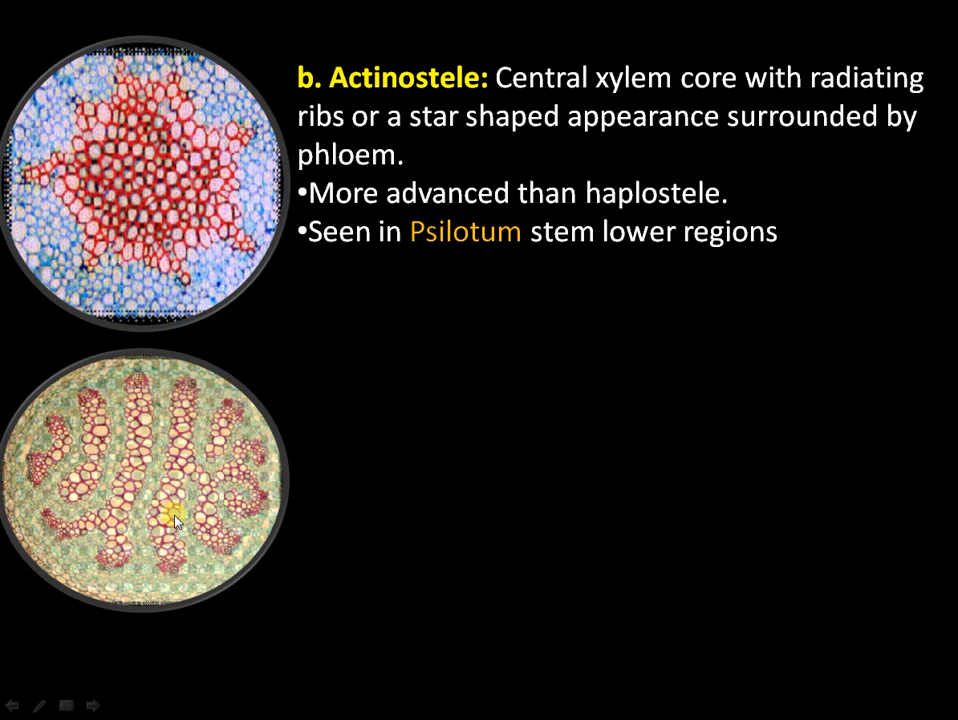 b. Actinostele: Central xylem core with radiating
ribs or a star shaped appearance surrounded by
phloem.
•More advanced than haplostele.
•Seen in Psilotum stem lower regions